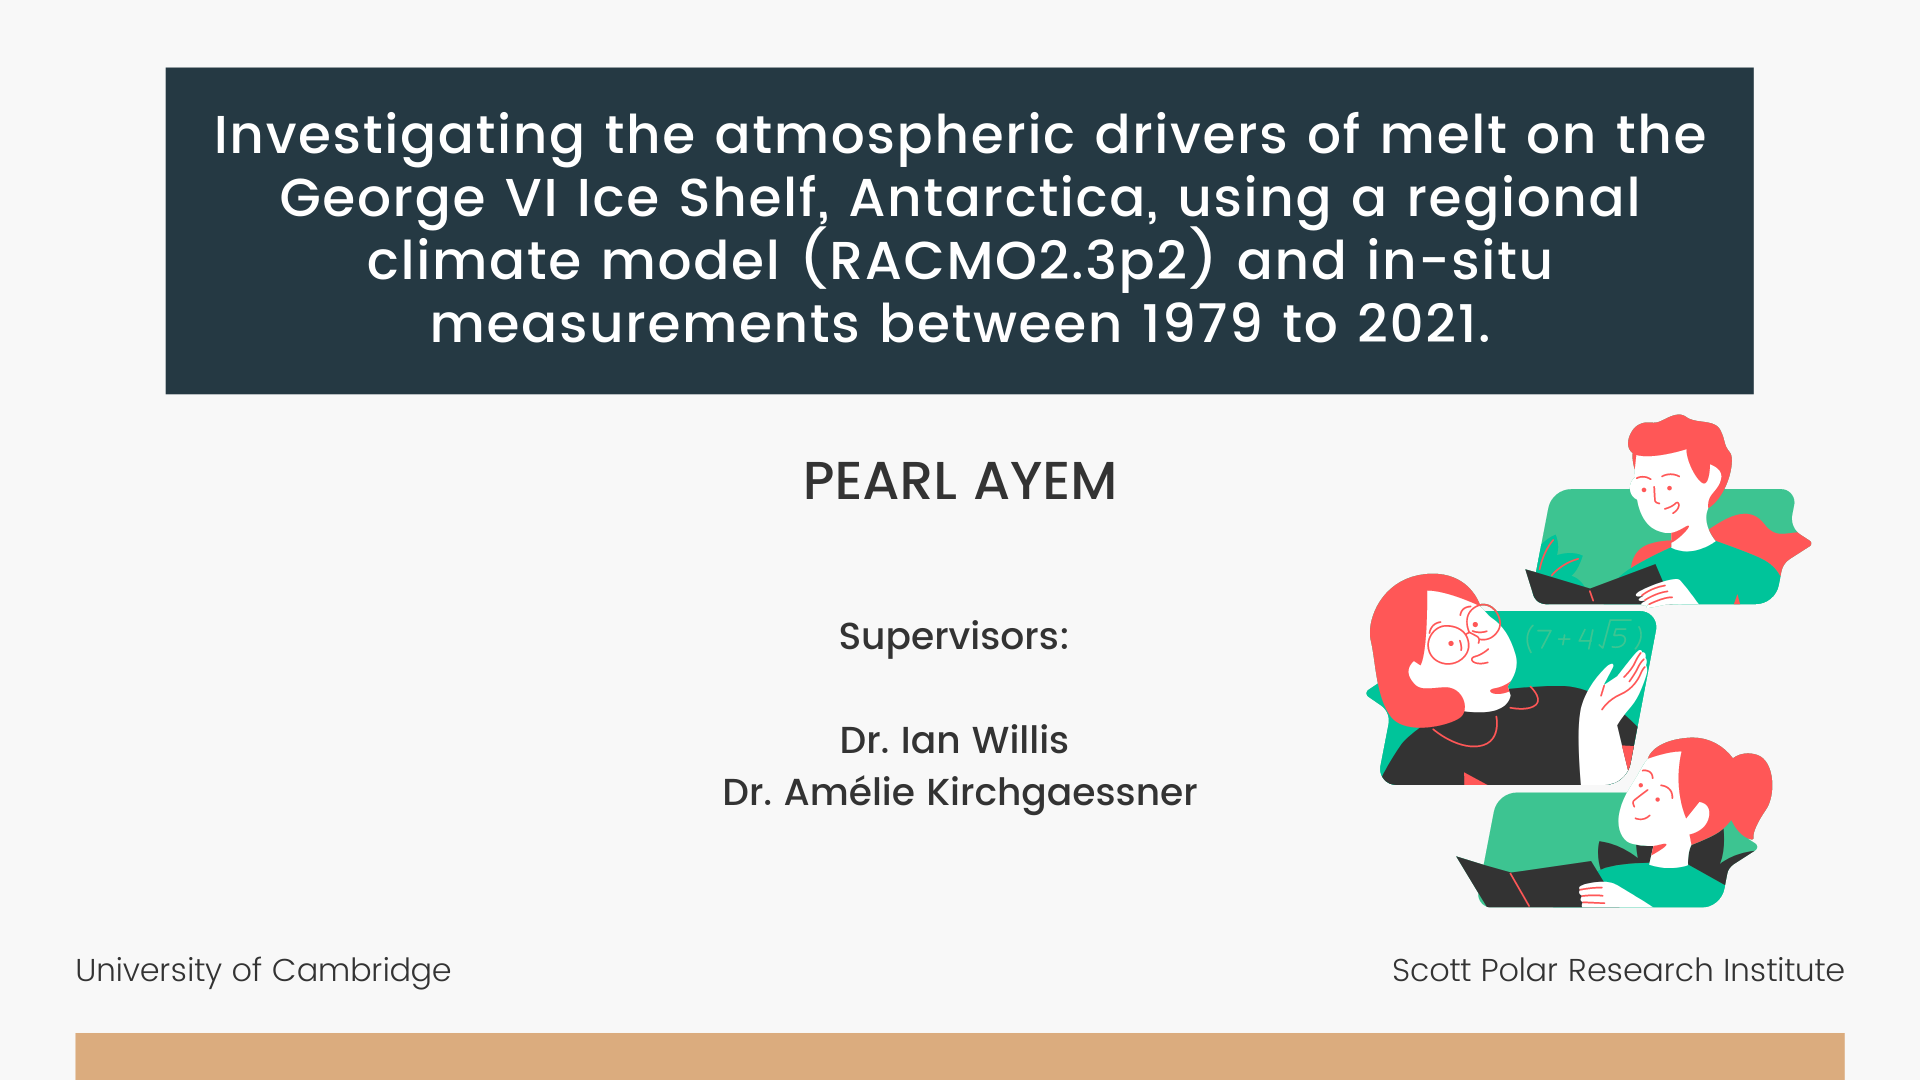 Investigating the atmospheric drivers of melt on the
George VI Ice Shelf, Antarctica, using a regional
climate model (RACMO2.3p2) and in-situ
measurements between 1979 to 2021.
PEARL AYEM
Supervisors:
(7+4√5)
Dr. Ian Willis
Dr. Amélie Kirchgaessner
University of Cambridge
Scott Polar Research Institute